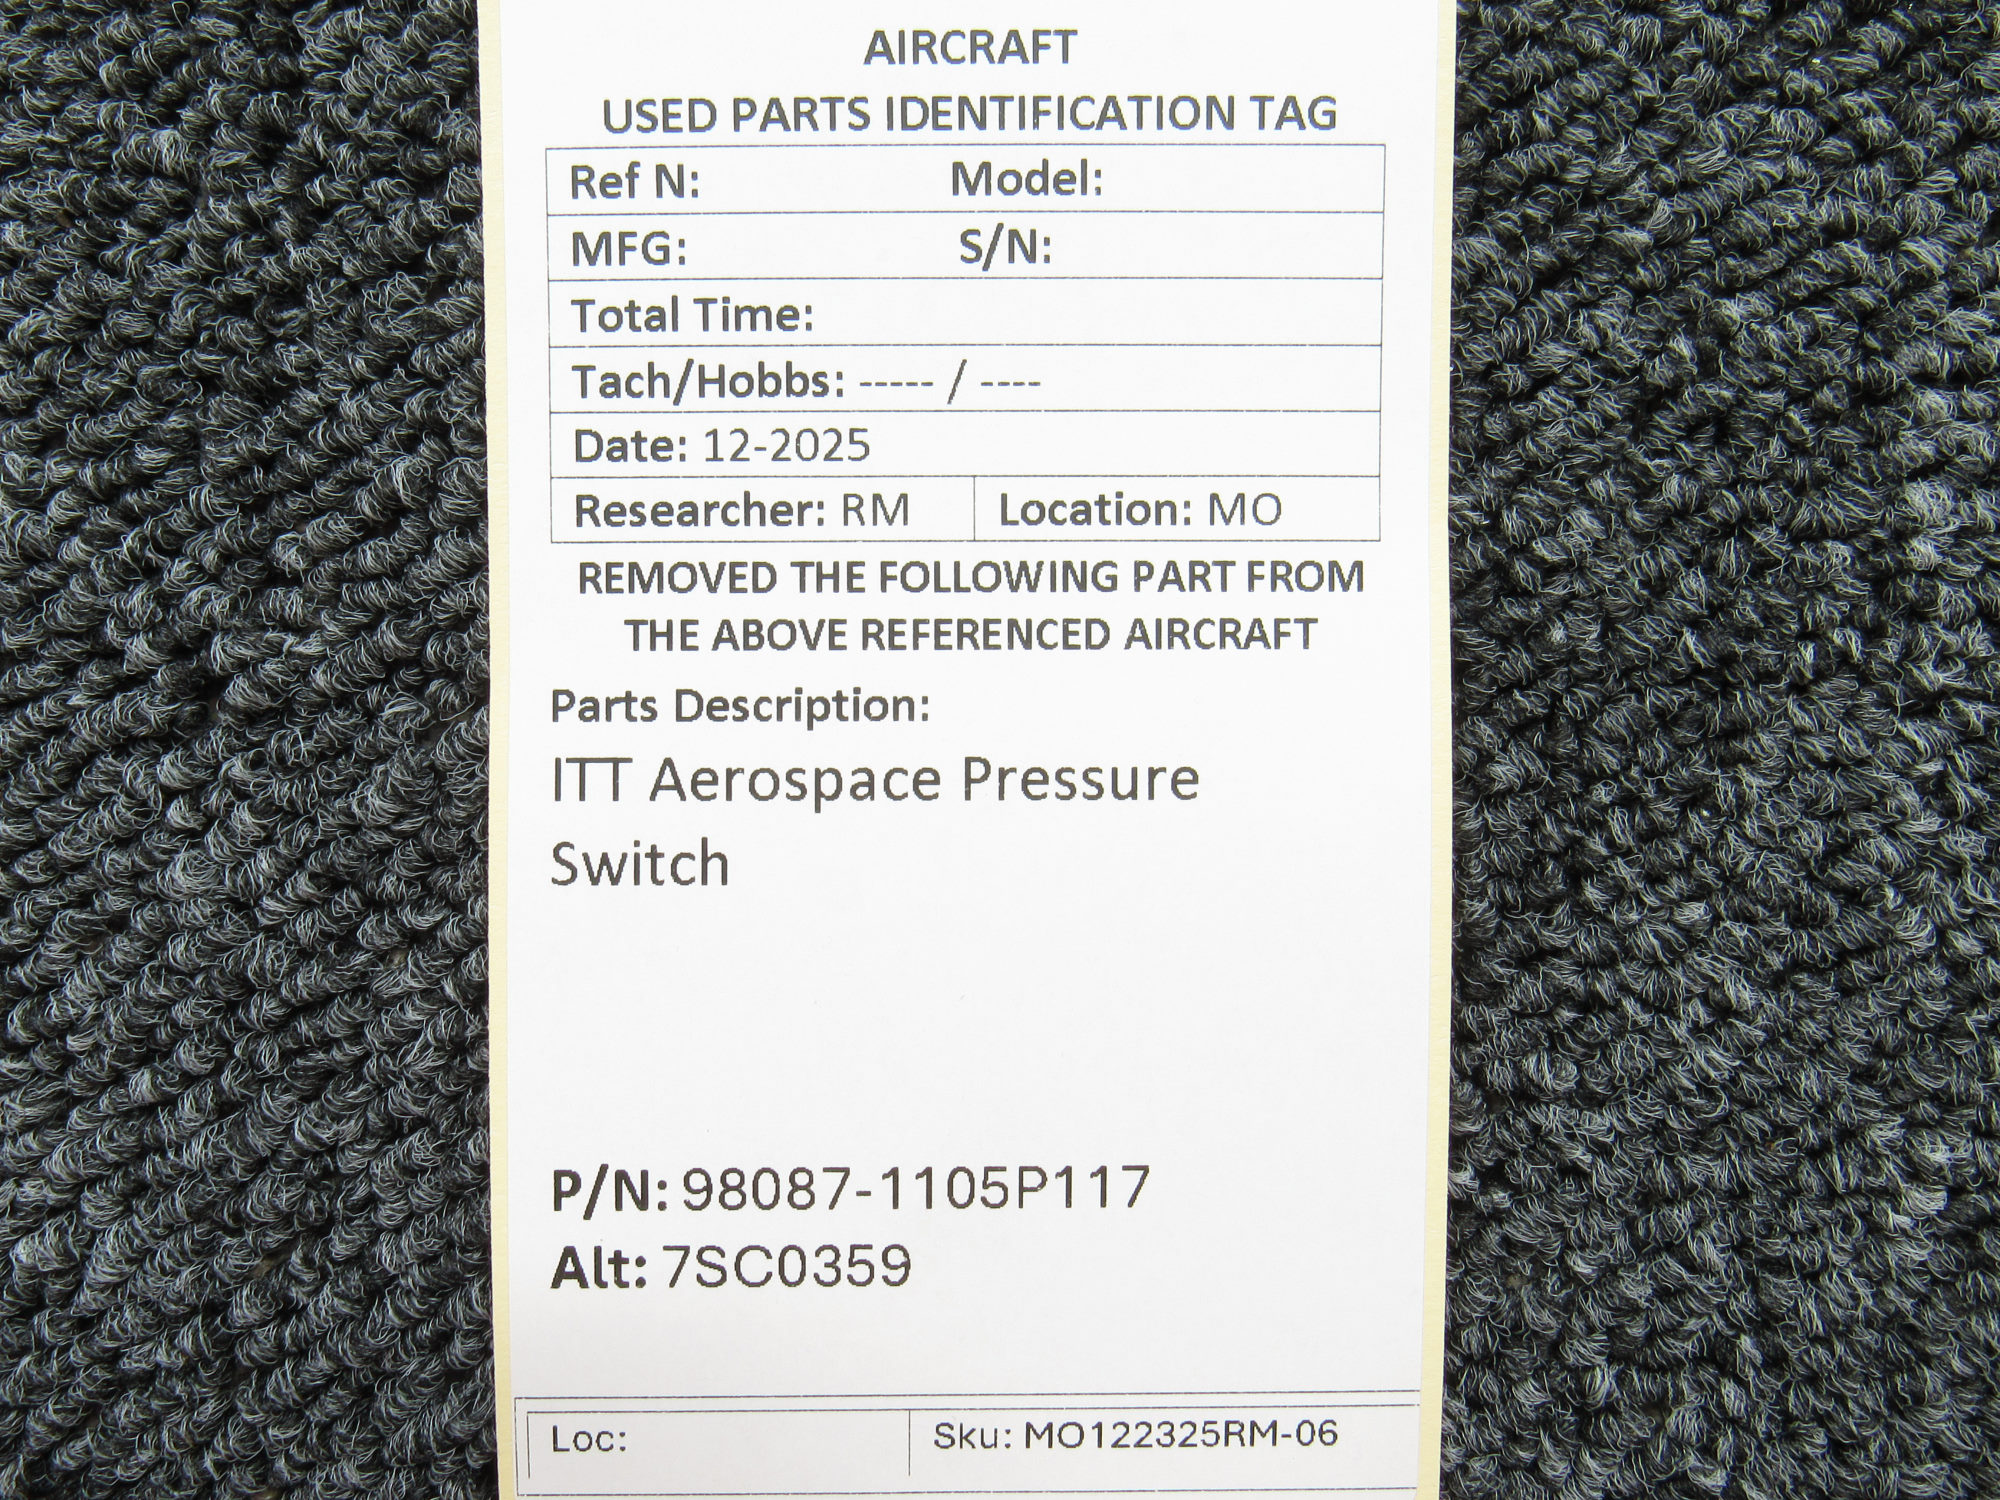 AIRCRAFT
USED PARTS IDENTIFICATION TAG
Ref N: Model:
MFG: S/N:
Total Time:
Tach/Hobbs: ----- / ----
Date: 12-2025
Researcher: RM Location: MO
REMOVED THE FOLLOWING PART FROM
THE ABOVE REFERENCED AIRCRAFT
Parts Description:
ITT Aerospace Pressure
Switch
P/N: 98087-1105P117
Alt: 7SC0359
Loc: Sku: MO122325RM-06